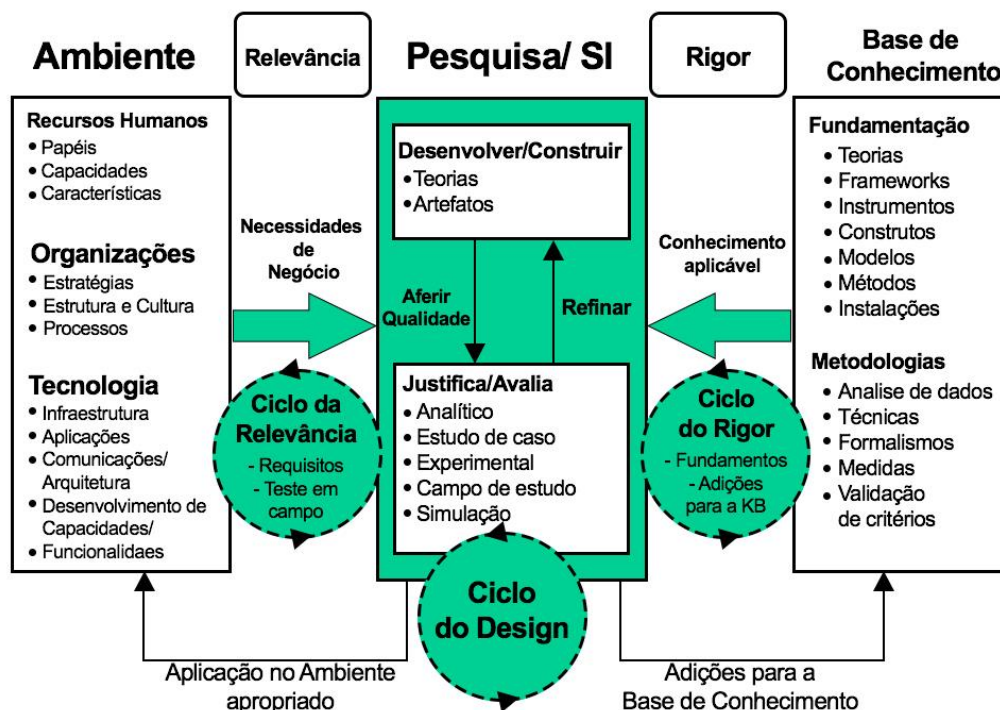 Ambiente
Relevância
Pesquisa/ SI
Rigor
Base de
Conhecimento
Recursos Humanos
• Papéis
• Capacidades
• Características
Organizações
• Estratégias
• Estrutura e Cultura
• Processos
Tecnologia
• Infraestrutura
• Aplicações
• Comunicações/
Arquitetura
• Desenvolvimento de
Capacidades/
• Funcionalidaes
Necessidades
de
Negócio
Ciclo da
Relevância
- Requisitos
- Teste em
campo
Desenvolver/Construir
• Teorias
• Artefatos
Aferir
Qualidade
Refinar
Justifica/Avalia
• Analítico
• Estudo de caso
• Experimental
• Campo de estudo
• Simulação
Ciclo
do Design
Conhecimento
aplicável
Ciclo
do Rigor
- Fundamentos
- Adições
para a KB
Fundamentação
• Teorias
• Frameworks
• Instrumentos
• Construtos
• Modelos
• Métodos
• Instalações
Metodologias
• Analise de dados
• Técnicas
• Formalismos
• Medidas
• Validação
de critérios
Aplicação no Ambiente
apropriado
Adições para a
Base de Conhecimento